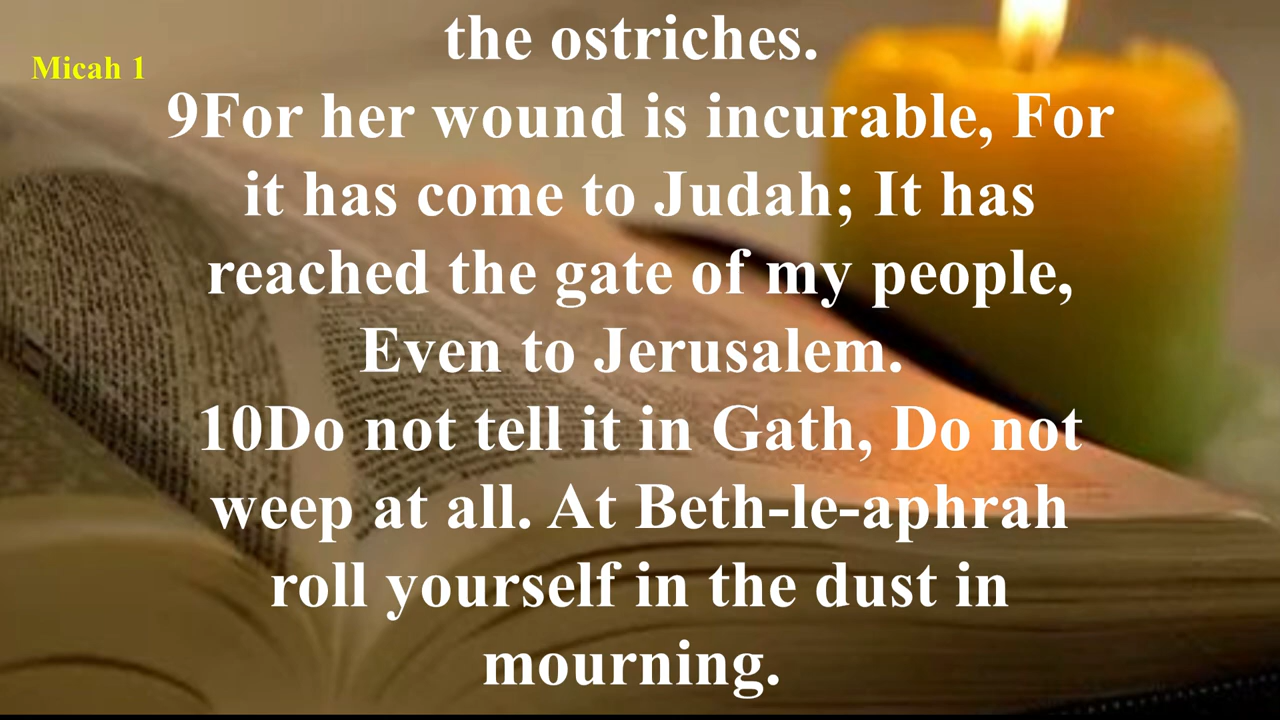 the ostriches.
Micah 1
9For her wound is incurable, For
it has come to Judah; It has
reached the gate of my people,
Even to Jerusalem.
10Do not tell it in Gath, Do not
weep at all. At Beth-le-aphrah
roll yourself in the dust in
mourning.